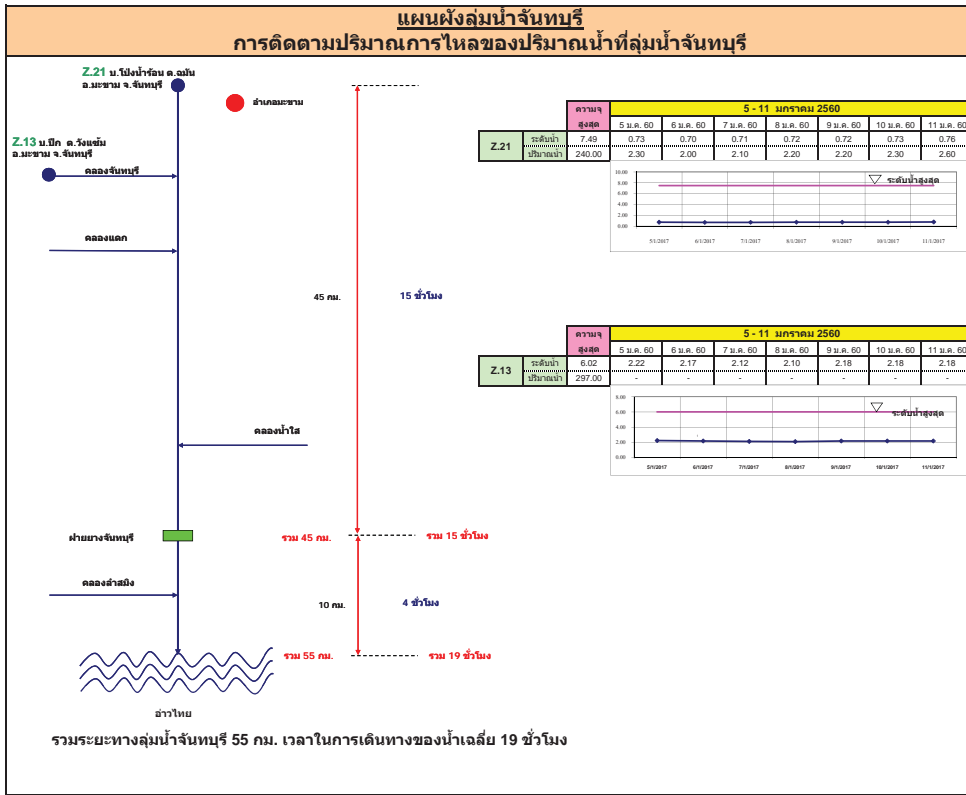 แผนผังลุ่มน้ำจันทบุรี
การติดตามปริมาณการไหลของปริมาณน้ำที่ลุ่มน้ำจันทบุรี
Z.21 บ.โป่งน้ำร้อน ต.ฉมัน
อ.มะขาม จ.จันทบุรี
อำเภอมะขาม
Z.13 บ.ปึก ต.วังแซ้ม
อ.มะขาม จ.จันทบุรี
คลองจันทบุรี
คลองแตก
45 กม.
15 ชั่วโมง
คลองน้ำใส
ฝายยางจันทบุรี
รวม 45 กม.
รวม 15 ชั่วโมง
คลองลำสมิง
10 กม.
4 ชั่วโมง
รวม 55 กม.
รวม 19 ชั่วโมง
อ่าวไทย
รวมระยะทางลุ่มน้ำจันทบุรี 55 กม. เวลาในการเดินทางของน้ำเฉลี่ย 19 ชั่วโมง
ความจุ 5 - 11 มกราคม 2560
สูงสุด 5 ม.ค. 60 6 ม.ค. 60 7 ม.ค. 60 8 ม.ค. 60 9 ม.ค. 60 10 ม.ค. 60 11 ม.ค. 60
Z.21
ระดับน้ำ 7.49 0.73 0.70 0.71 0.72 0.72 0.73 0.76
ปริมาณน้ำ 240.00 2.30 2.00 2.10 2.20 2.20 2.30 2.60
10.00
8.00
6.00
4.00
2.00
0.00
ระดับน้ำสูงสุด
5/1/2017 6/1/2017 7/1/2017 8/1/2017 9/1/2017 10/1/2017 11/1/2017
ความจุ 5 - 11 มกราคม 2560
สูงสุด 5 ม.ค. 60 6 ม.ค. 60 7 ม.ค. 60 8 ม.ค. 60 9 ม.ค. 60 10 ม.ค. 60 11 ม.ค. 60
Z.13
ระดับน้ำ 6.02 2.22 2.17 2.12 2.10 2.18 2.18 2.18
ปริมาณน้ำ 297.00 - - - - - - -
8.00
6.00
4.00
2.00
0.00
ระดับน้ำสูงสุด
5/1/2017 6/1/2017 7/1/2017 8/1/2017 9/1/2017 10/1/2017 11/1/2017